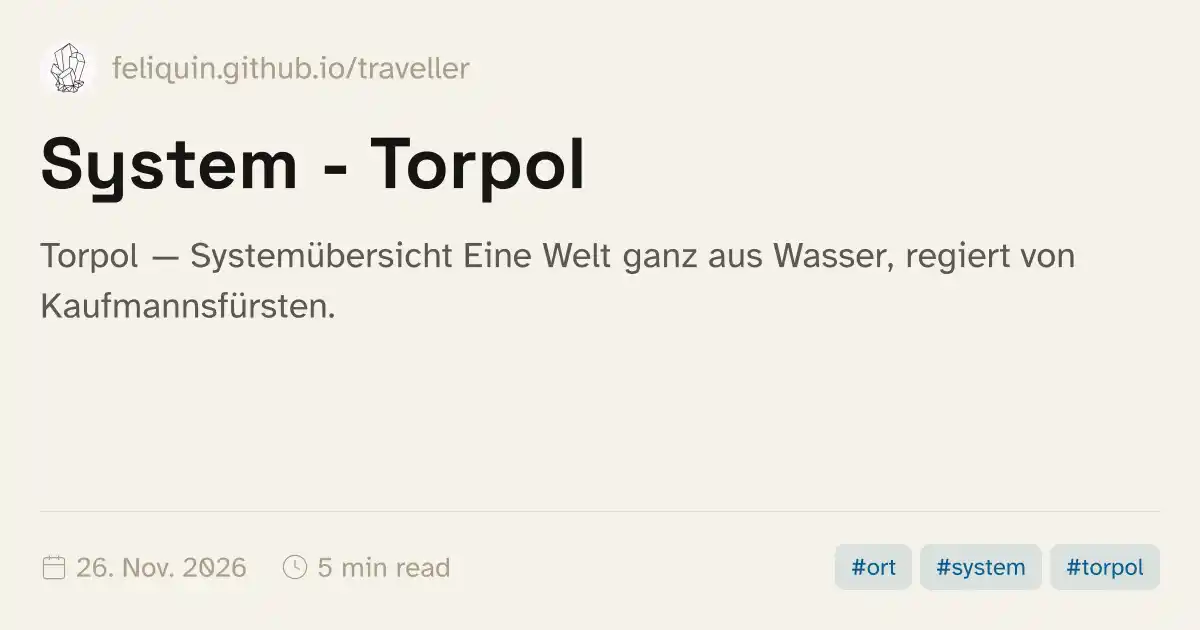 feliquin.github.io/traveller
System - Torpol
Torpol — Systemübersicht Eine Welt ganz aus Wasser, regiert von
Kaufmannsfürsten.
26. Nov. 2026 5 min read #ort #system #torpol